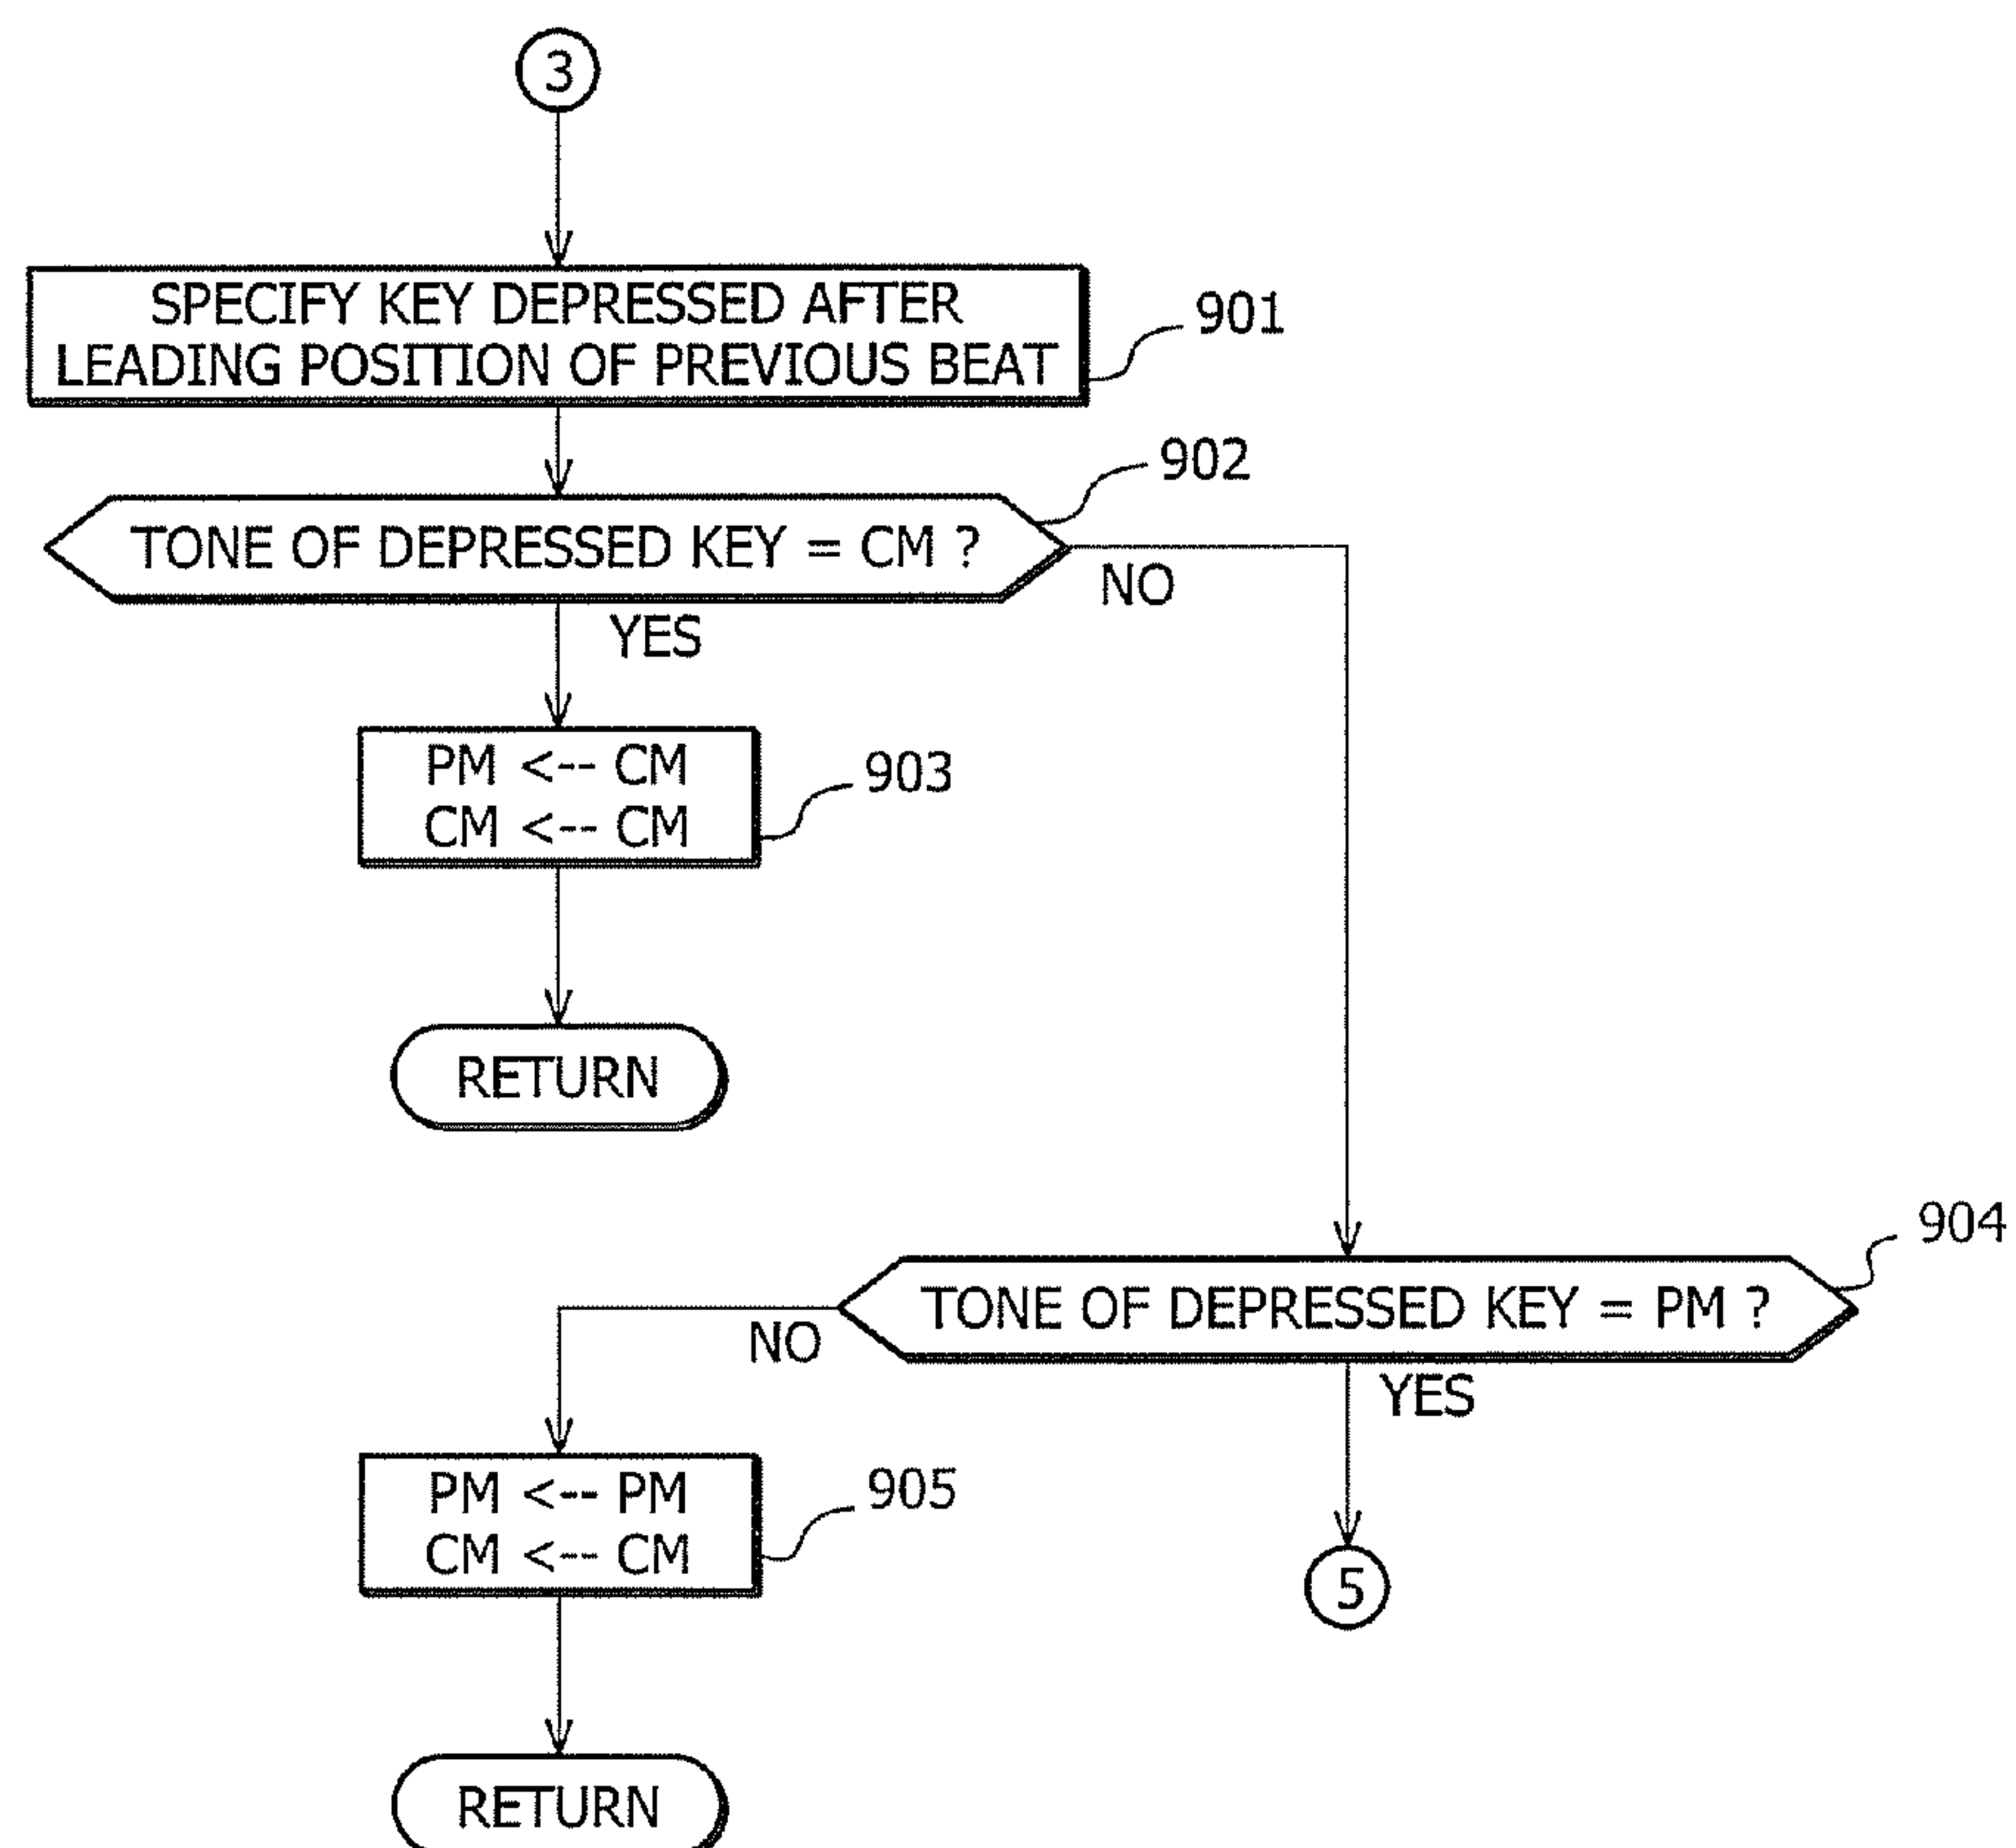 3
SPECIFY KEY DEPRESSED AFTER
LEADING POSITION OF PREVIOUS BEAT
901
902
TONE OF DEPRESSED KEY = CM ?
NO
YES
PM <-- CM
CM <-- CM
903
RETURN
904
TONE OF DEPRESSED KEY = PM ?
NO
YES
PM <-- PM
CM <-- CM
905
5
RETURN